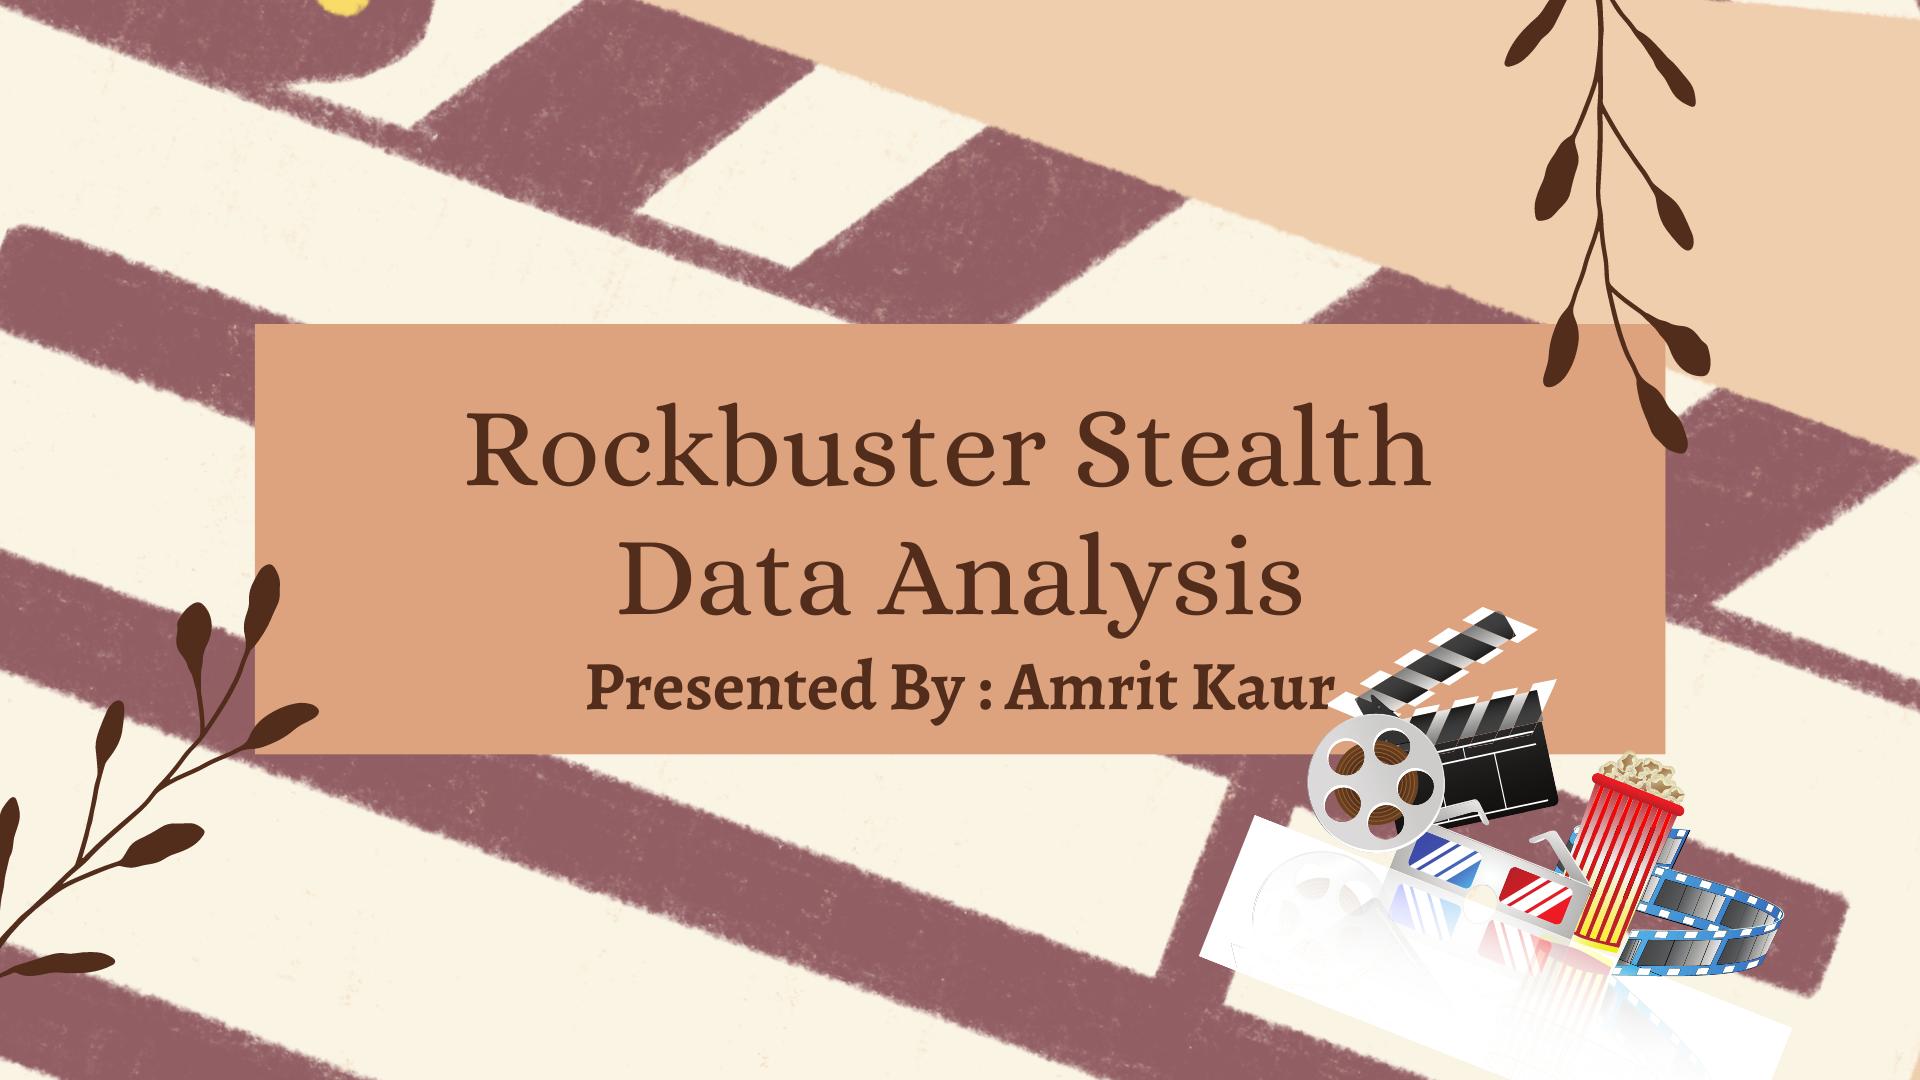 Rockbuster Stealth
Data Analysis
Presented By : Amrit Kaur